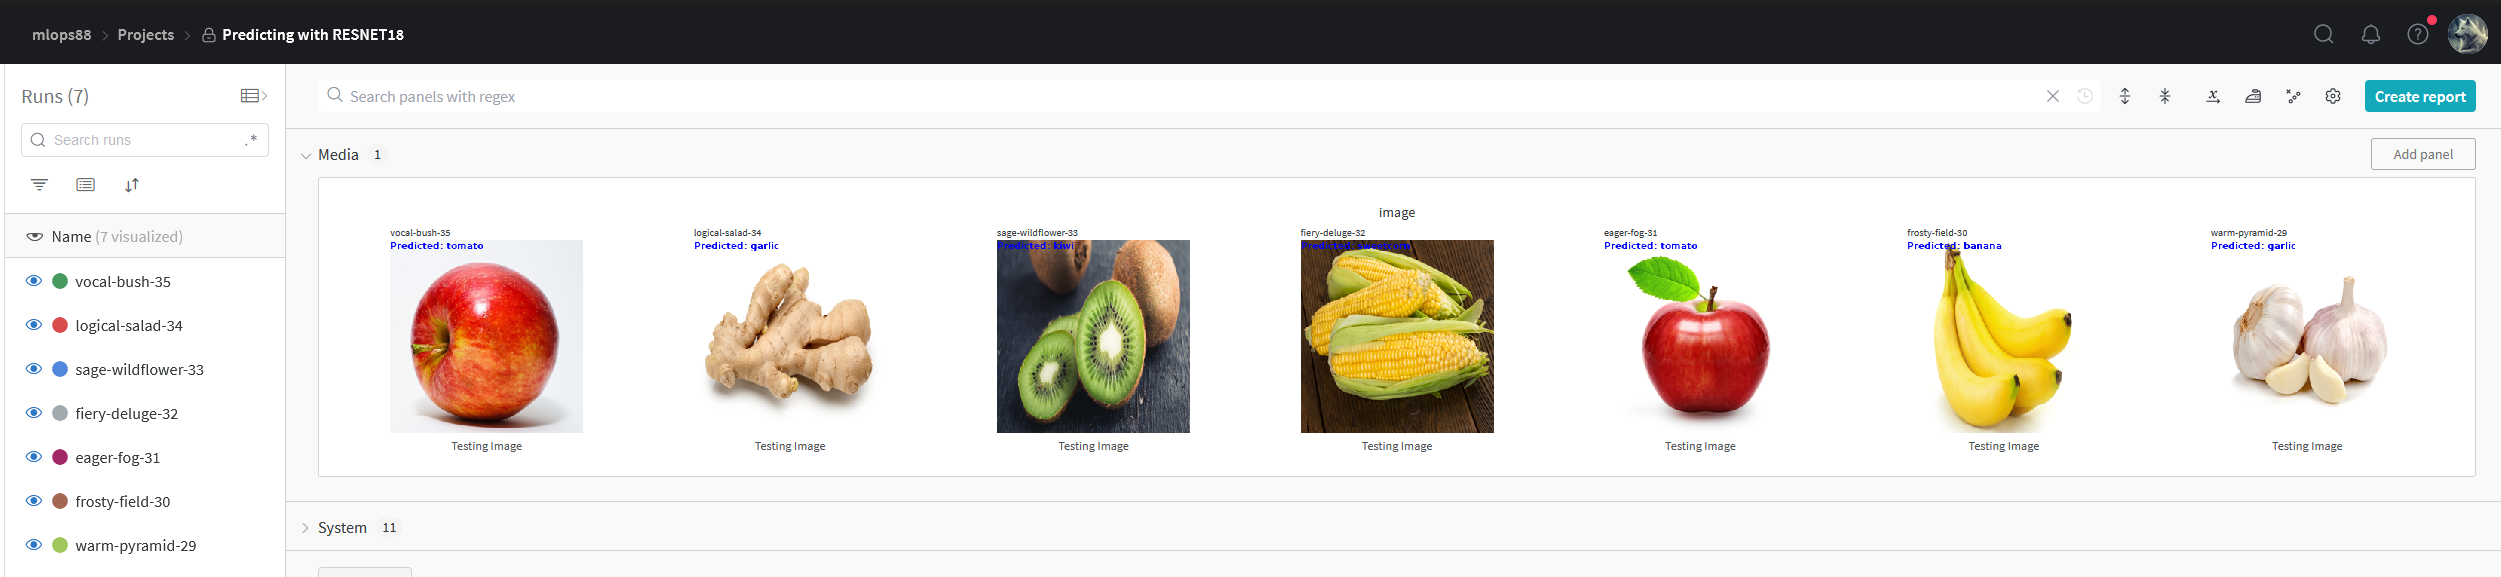 mlops88 > Projects > Predicting with RESNET18
Runs (7)
Search runs
.*
Name (7 visualized)
vocal-bush-35
logical-salad-34
sage-wildflower-33
fiery-deluge-32
eager-fog-31
frosty-field-30
warm-pyramid-29
Search panels with regex
Create report
Media 1
Add panel
image
vocal-bush-35
Predicted: tomato
Testing Image
logical-salad-34
Predicted: garlic
Testing Image
sage-wildflower-33
Predicted: kiwi
Testing Image
fiery-deluge-32
Predicted: sweetcorn
Testing Image
eager-fog-31
Predicted: tomato
Testing Image
frosty-field-30
Predicted: banana
Testing Image
warm-pyramid-29
Predicted: garlic
Testing Image
System 11